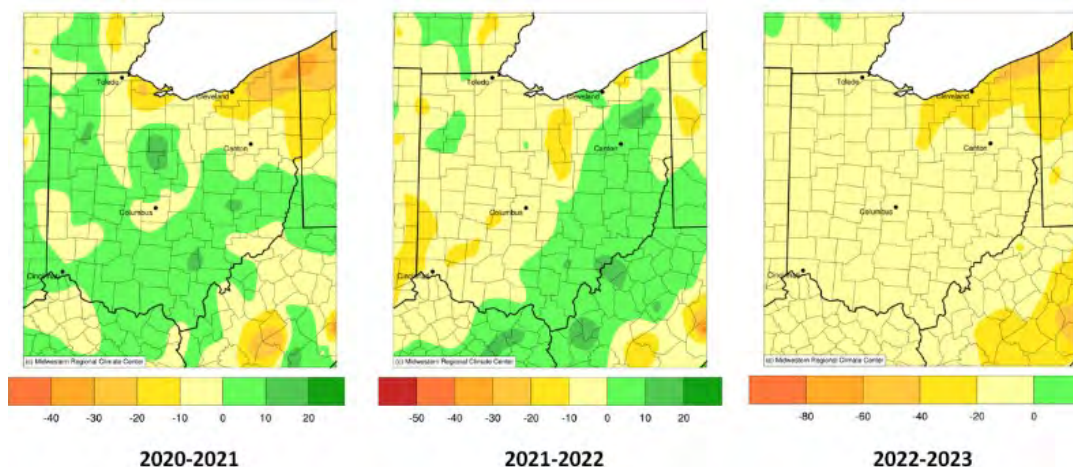 Toledo
Cleveland
Canton
Columbus
Cincinnati
(c) Midwestern Regional Climate Center
-40 -30 -20 -10 0 10 20
2020-2021
Toledo
Cleveland
Canton
Columbus
Cincinnati
(c) Midwestern Regional Climate Center
-50 -40 -30 -20 -10 0 10 20
2021-2022
Toledo
Cleveland
Canton
Columbus
Cincinnati
(c) Midwestern Regional Climate Center
-80 -60 -40 -20 0
2022-2023